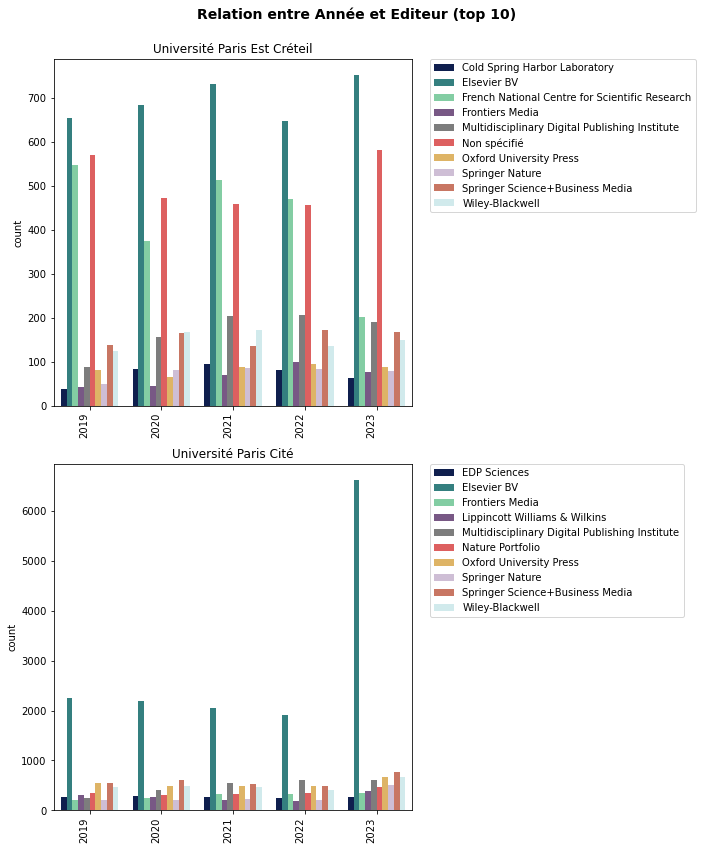 Relation entre Année et Editeur (top 10)
Université Paris Est Créteil
700
600
500
400
300
200
100
0
count
2019
2020
2021
2022
2023
Cold Spring Harbor Laboratory
Elsevier BV
French National Centre for Scientific Research
Frontiers Media
Multidisciplinary Digital Publishing Institute
Non spécifié
Oxford University Press
Springer Nature
Springer Science+Business Media
Wiley-Blackwell
Université Paris Cité
6000
5000
4000
3000
2000
1000
0
count
2019
2020
2021
2022
2023
EDP Sciences
Elsevier BV
Frontiers Media
Lippincott Williams & Wilkins
Multidisciplinary Digital Publishing Institute
Nature Portfolio
Oxford University Press
Springer Nature
Springer Science+Business Media
Wiley-Blackwell